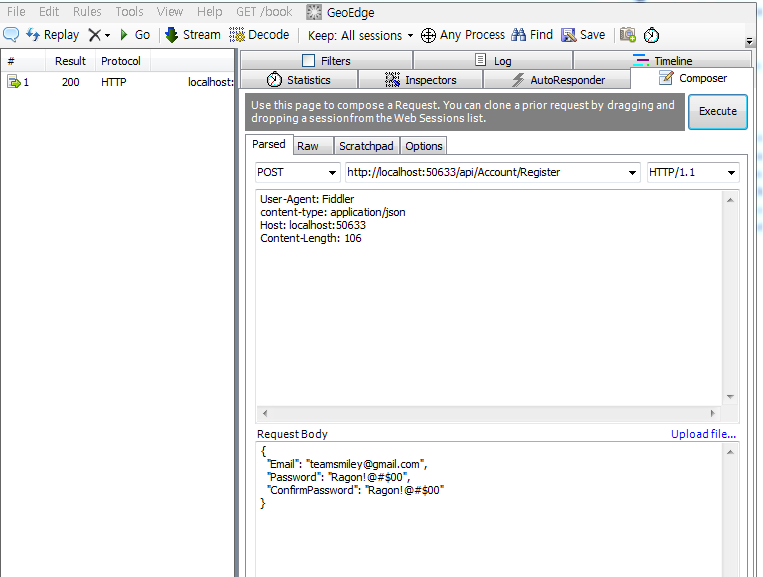 File Edit Rules Tools View Help GET /book GeoEdge
Replay Go Stream Decode Keep: All sessions Any Process Find Save
# Result Protocol
1 200 HTTP localhost:
Filters Log Timeline
Statistics Inspectors AutoResponder Composer
Use this page to compose a Request. You can clone a prior request by dragging and
dropping a session from the Web Sessions list.
Execute
Parsed Raw Scratchpad Options
POST http://localhost:50633/api/Account/Register HTTP/1.1
User-Agent: Fiddler
content-type: application/json
Host: localhost:50633
Content-Length: 106
Request Body Upload file...
{
"Email": "teamsmiley@gmail.com",
"Password": "Ragon!@#$00",
"ConfirmPassword": "Ragon!@#$00"
}